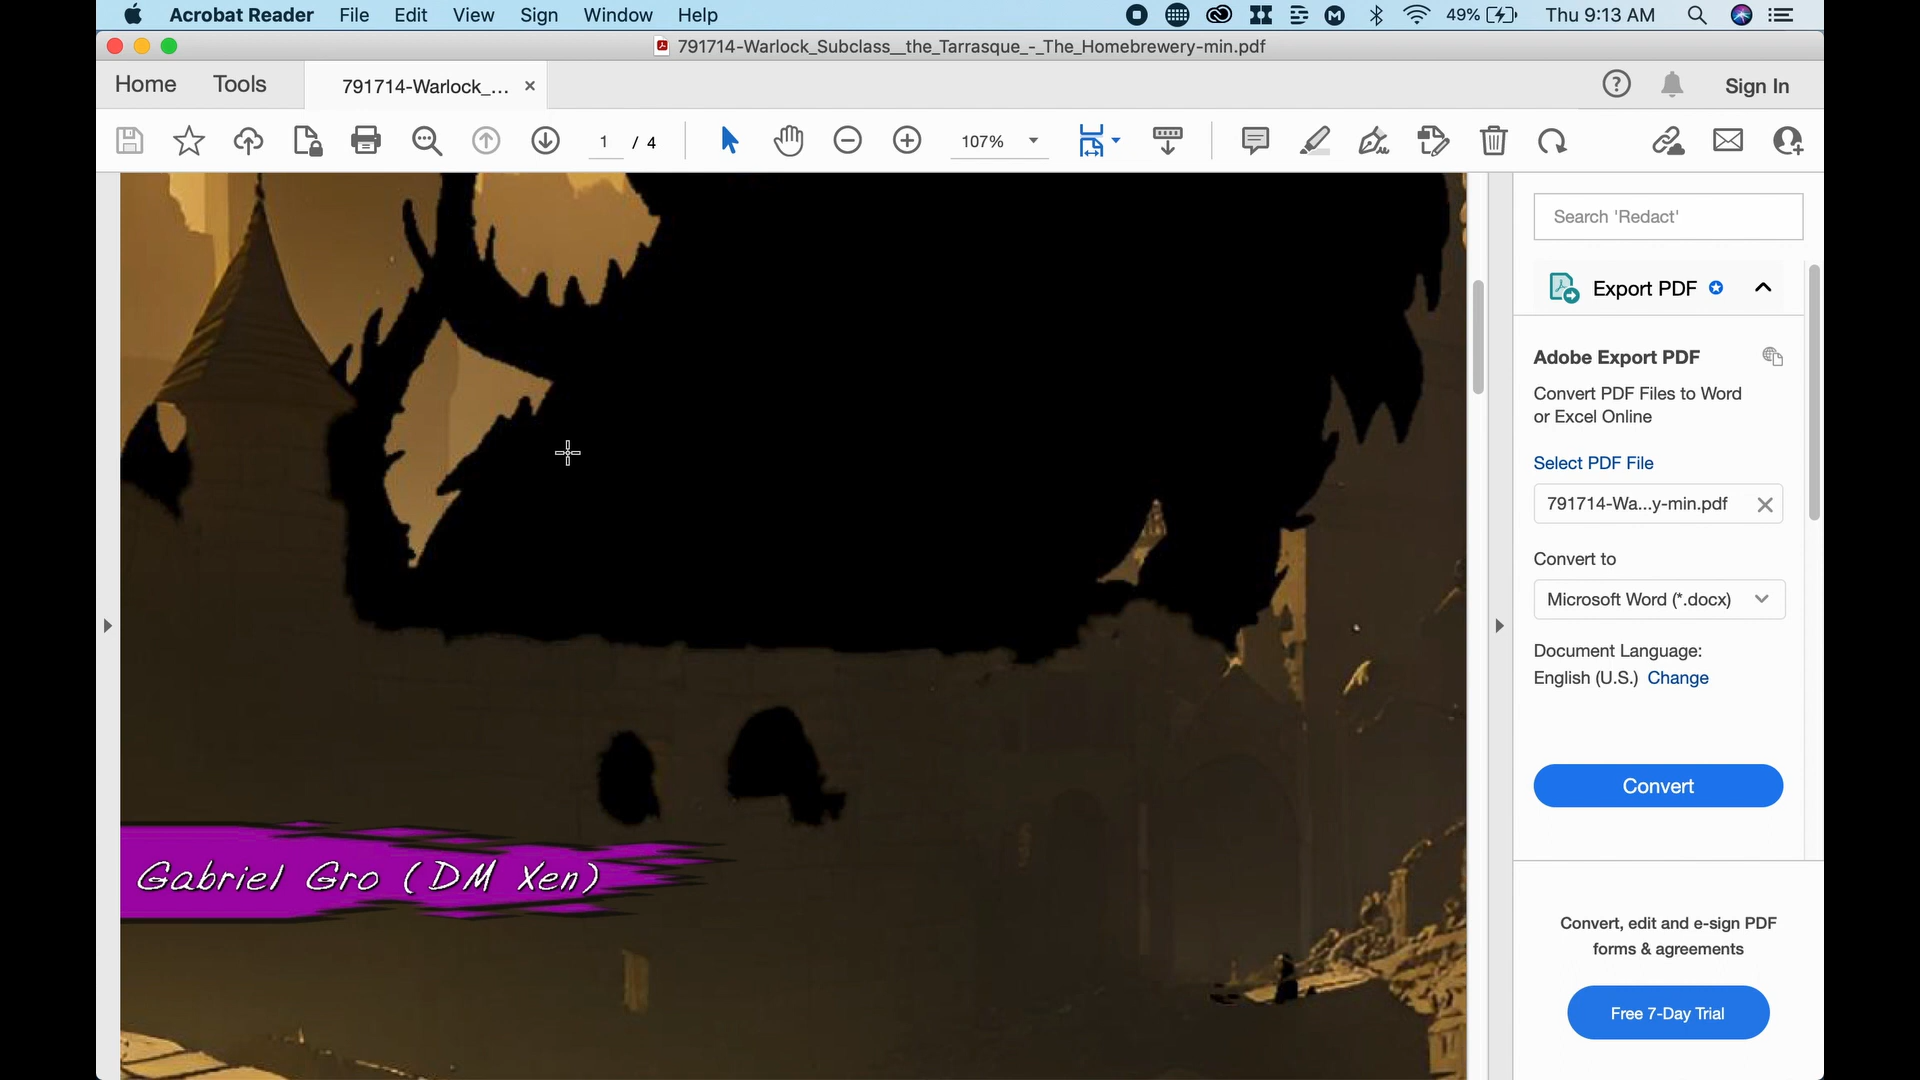 Acrobat Reader File Edit View Sign Window Help 49% Thu 9:13 AM
791714-Warlock_Subclass__the_Tarrasque_-_The_Homebrewery-min.pdf
Home Tools 791714-Warlock_... × Sign In
1 / 4 107%
Search 'Redact'
Export PDF
Adobe Export PDF
Convert PDF Files to Word
or Excel Online
Select PDF File
791714-Wa...y-min.pdf
Convert to
Microsoft Word (*.docx)
Document Language:
English (U.S.) Change
Convert
Gabriel Gro (DM Xen)
Convert, edit and e-sign PDF
forms & agreements
Free 7-Day Trial